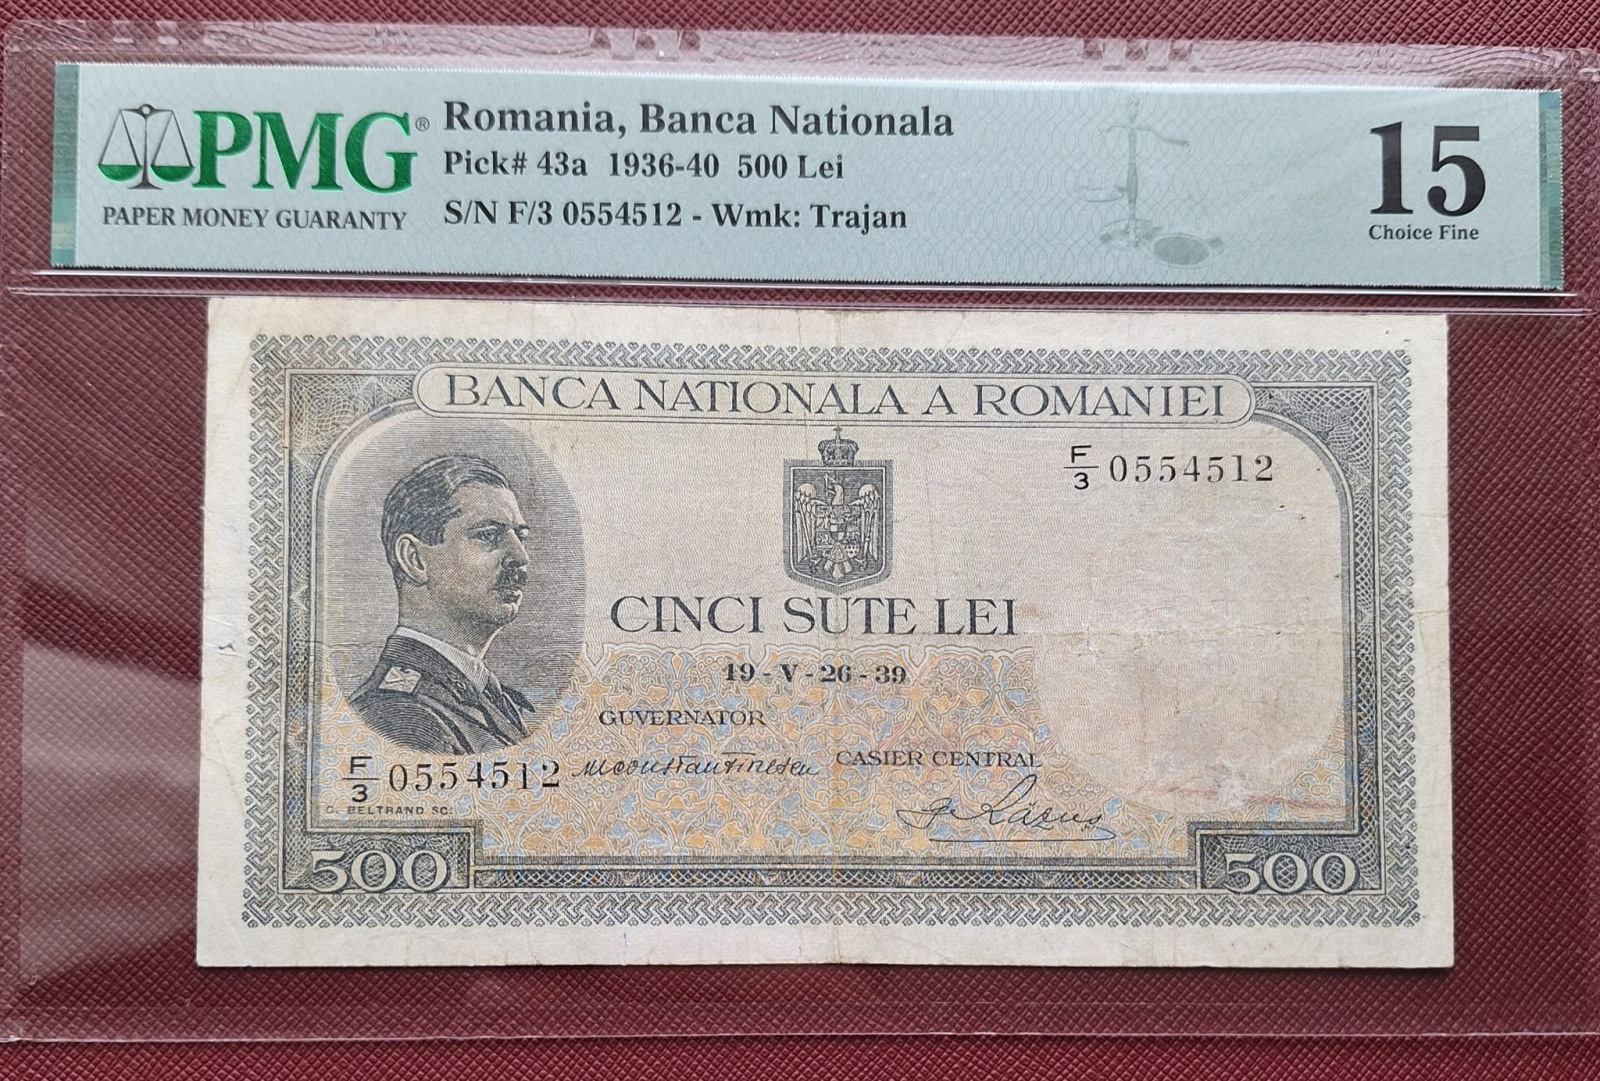 PMG®
PAPER MONEY GUARANTY
Romania, Banca Nationala
Pick# 43a 1936-40 500 Lei
S/N F/3 0554512 - Wmk: Trajan
15
Choice Fine
BANCA NATIONALA A ROMANIEI
F/3 0554512
CINCI SUTE LEI
19 - V - 26 - 39
GUVERNATOR
MConstantinescu
CASIER CENTRAL
F/3 0554512
G. Răzuş
C. BELTRAND SC.
500
500